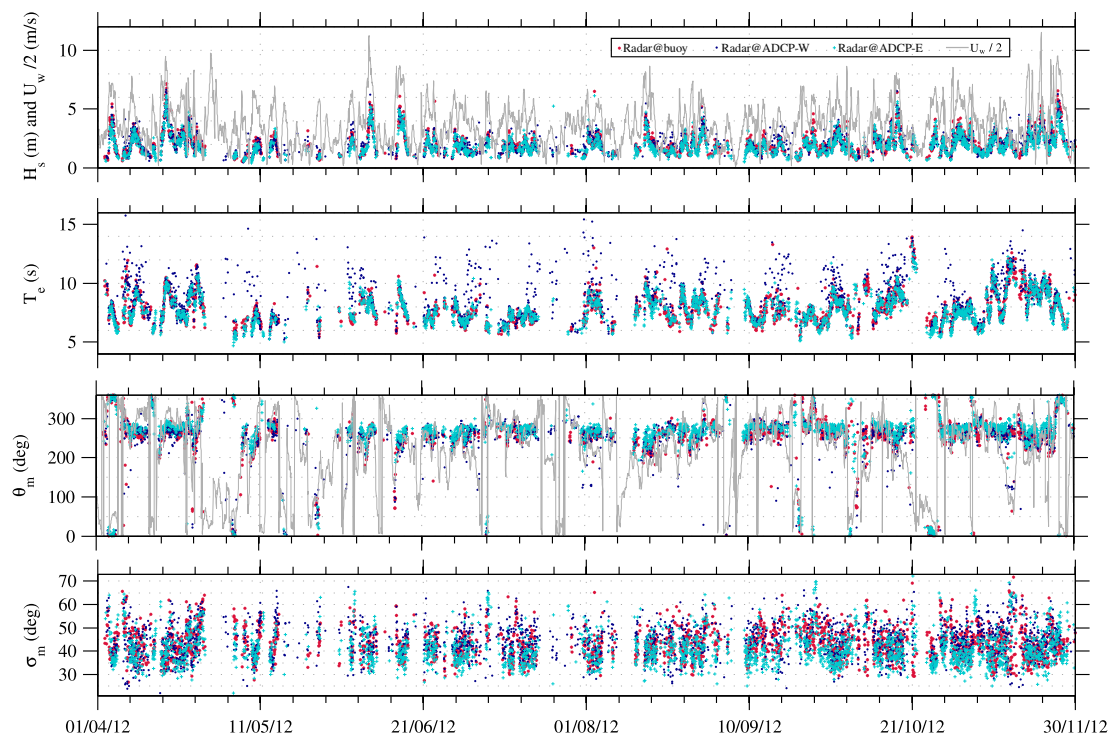 H_s (m) and U_w /2 (m/s)
10
5
0
Radar@buoy Radar@ADCP-W Radar@ADCP-E U_w / 2
T_e (s)
15
10
5
θ_m (deg)
300
200
100
0
σ_m (deg)
70
60
50
40
30
01/04/12 11/05/12 21/06/12 01/08/12 10/09/12 21/10/12 30/11/12